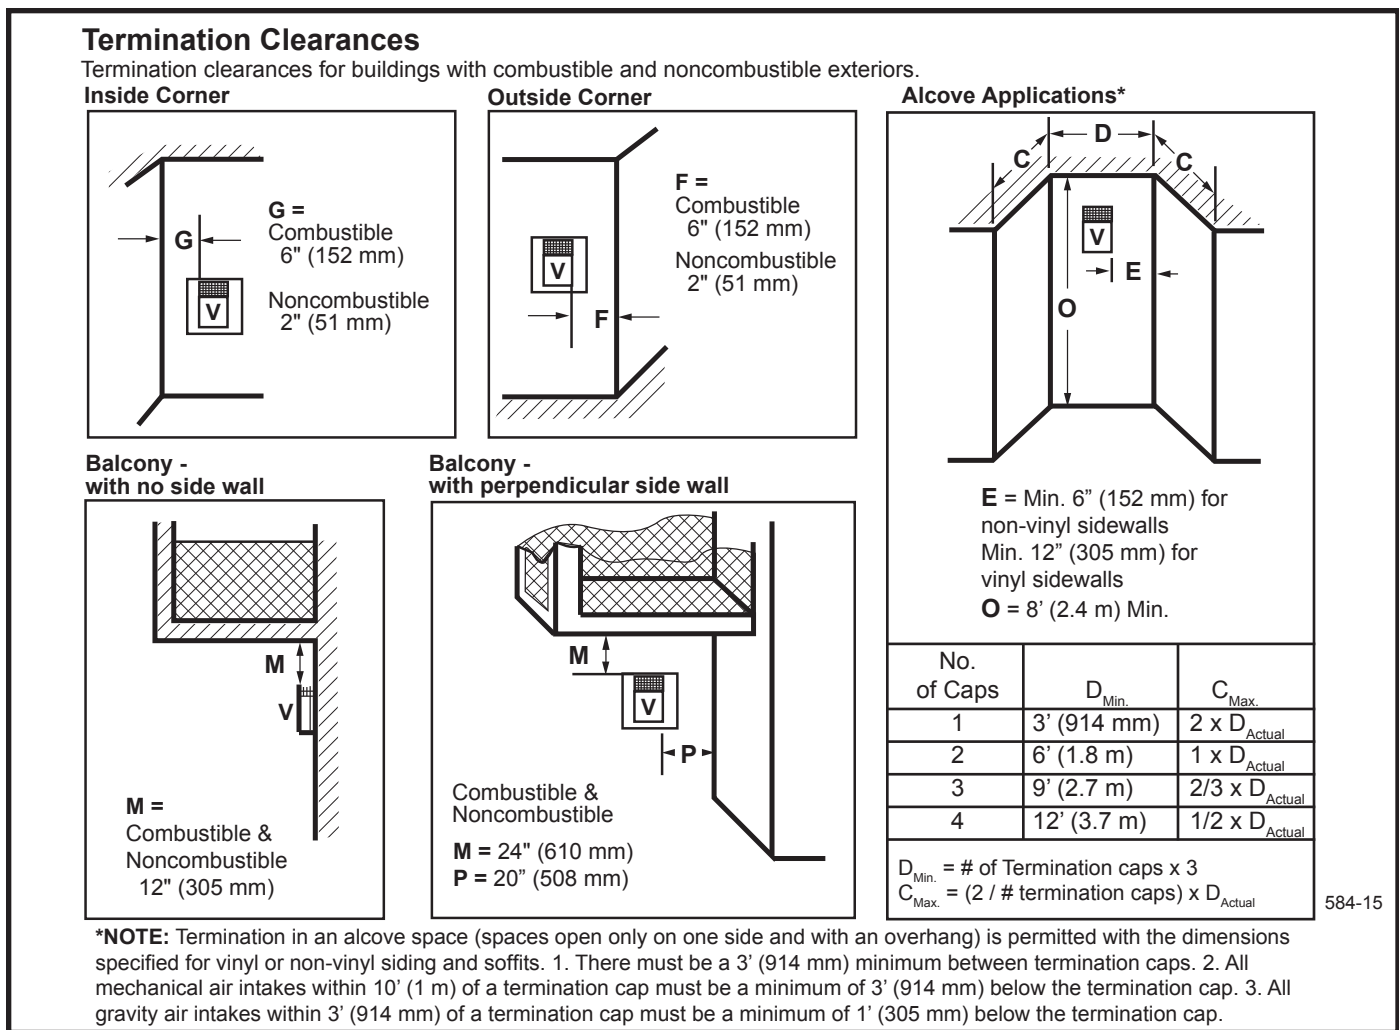 Termination Clearances
Termination clearances for buildings with combustible and noncombustible exteriors.
Inside Corner
G
V
G =
Combustible
6" (152 mm)
Noncombustible
2" (51 mm)
Outside Corner
V
F
F =
Combustible
6" (152 mm)
Noncombustible
2" (51 mm)
Alcove Applications*
D
C
C
V
E
O
E = Min. 6” (152 mm) for
non-vinyl sidewalls
Min. 12” (305 mm) for
vinyl sidewalls
O = 8’ (2.4 m) Min.
No.
of Caps D Min. C Max.
1 3’ (914 mm) 2 x D Actual
2 6’ (1.8 m) 1 x D Actual
3 9’ (2.7 m) 2/3 x D Actual
4 12’ (3.7 m) 1/2 x D Actual
D Min. = # of Termination caps x 3
C Max. = (2 / # termination caps) x D Actual
584-15
Balcony -
with no side wall
M
V
M =
Combustible &
Noncombustible
12" (305 mm)
Balcony -
with perpendicular side wall
M
V
P
Combustible &
Noncombustible
M = 24" (610 mm)
P = 20” (508 mm)
*NOTE: Termination in an alcove space (spaces open only on one side and with an overhang) is permitted with the dimensions
specified for vinyl or non-vinyl siding and soffits. 1. There must be a 3’ (914 mm) minimum between termination caps. 2. All
mechanical air intakes within 10’ (1 m) of a termination cap must be a minimum of 3’ (914 mm) below the termination cap. 3. All
gravity air intakes within 3’ (914 mm) of a termination cap must be a minimum of 1’ (305 mm) below the termination cap.